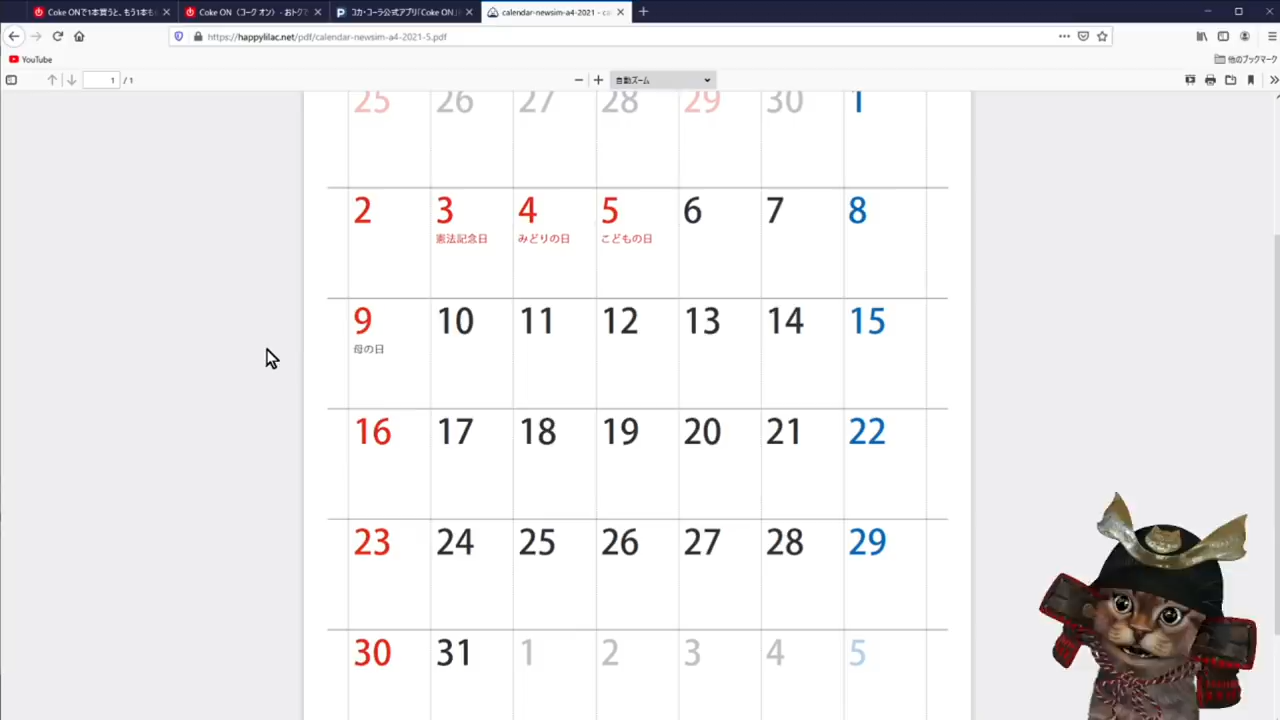 Coke ONで1本買うと、もう1本も
Coke ON（コーク オン）- おトクで
コカ・コーラ公式アプリ「Coke ON」
calendar-newsim-a4-2021 - ca
https://happylilac.net/pdf/calendar-newsim-a4-2021-5.pdf
YouTube
他のブックマーク
1 / 1
自動ズーム
25 26 27 28 29 30 1
2 3 4 5 6 7 8
憲法記念日 みどりの日 こどもの日
9 10 11 12 13 14 15
母の日
16 17 18 19 20 21 22
23 24 25 26 27 28 29
30 31 1 2 3 4 5